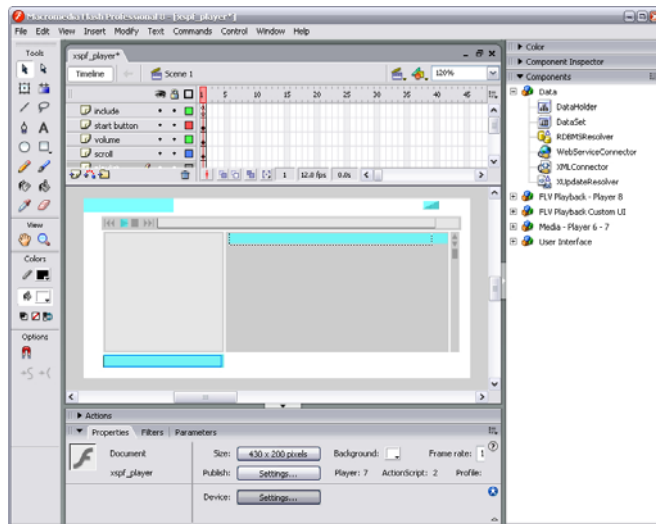 Macromedia Flash Professional 8 - [xspf_player*]
File Edit View Insert Modify Text Commands Control Window Help
Tools
View
Colors
Options
xspf_player*
Timeline
Scene 1
120%
1 5 10 15 20 25 30 35 40 45
include
start button
volume
scroll
1 12.0 fps 0.0s
Actions
Properties Filters Parameters
Document
xspf_player
Size: 430 x 200 pixels Background: Frame rate: 1
Publish: Settings... Player: 7 ActionScript: 2 Profile:
Device: Settings...
Color
Component Inspector
Components
Data
DataHolder
DataSet
RDBMSResolver
WebServiceConnector
XMLConnector
XUpdateResolver
FLV Playback - Player 8
FLV Playback Custom UI
Media - Player 6 - 7
User Interface